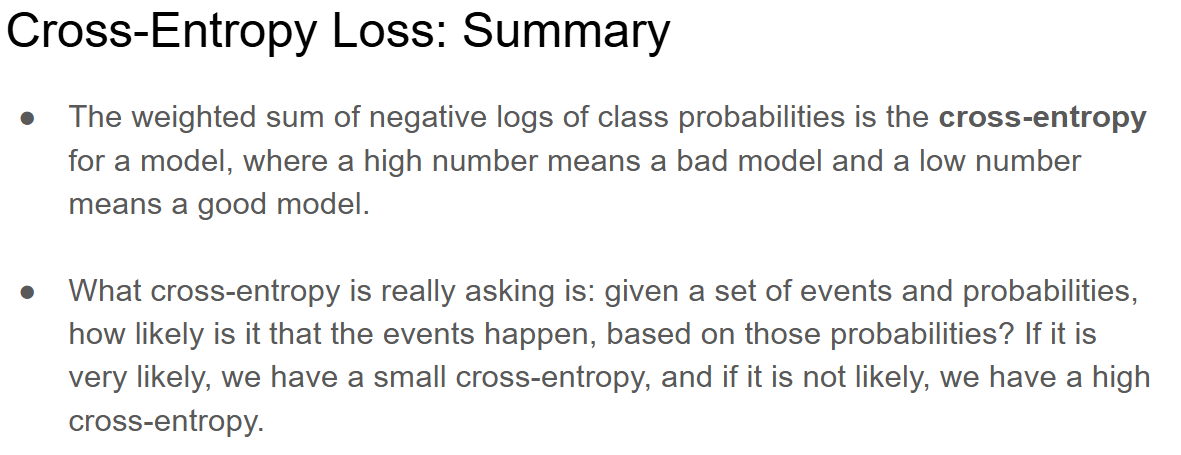 Cross-Entropy Loss: Summary
● The weighted sum of negative logs of class probabilities is the cross-entropy
for a model, where a high number means a bad model and a low number
means a good model.
● What cross-entropy is really asking is: given a set of events and probabilities,
how likely is it that the events happen, based on those probabilities? If it is
very likely, we have a small cross-entropy, and if it is not likely, we have a high
cross-entropy.